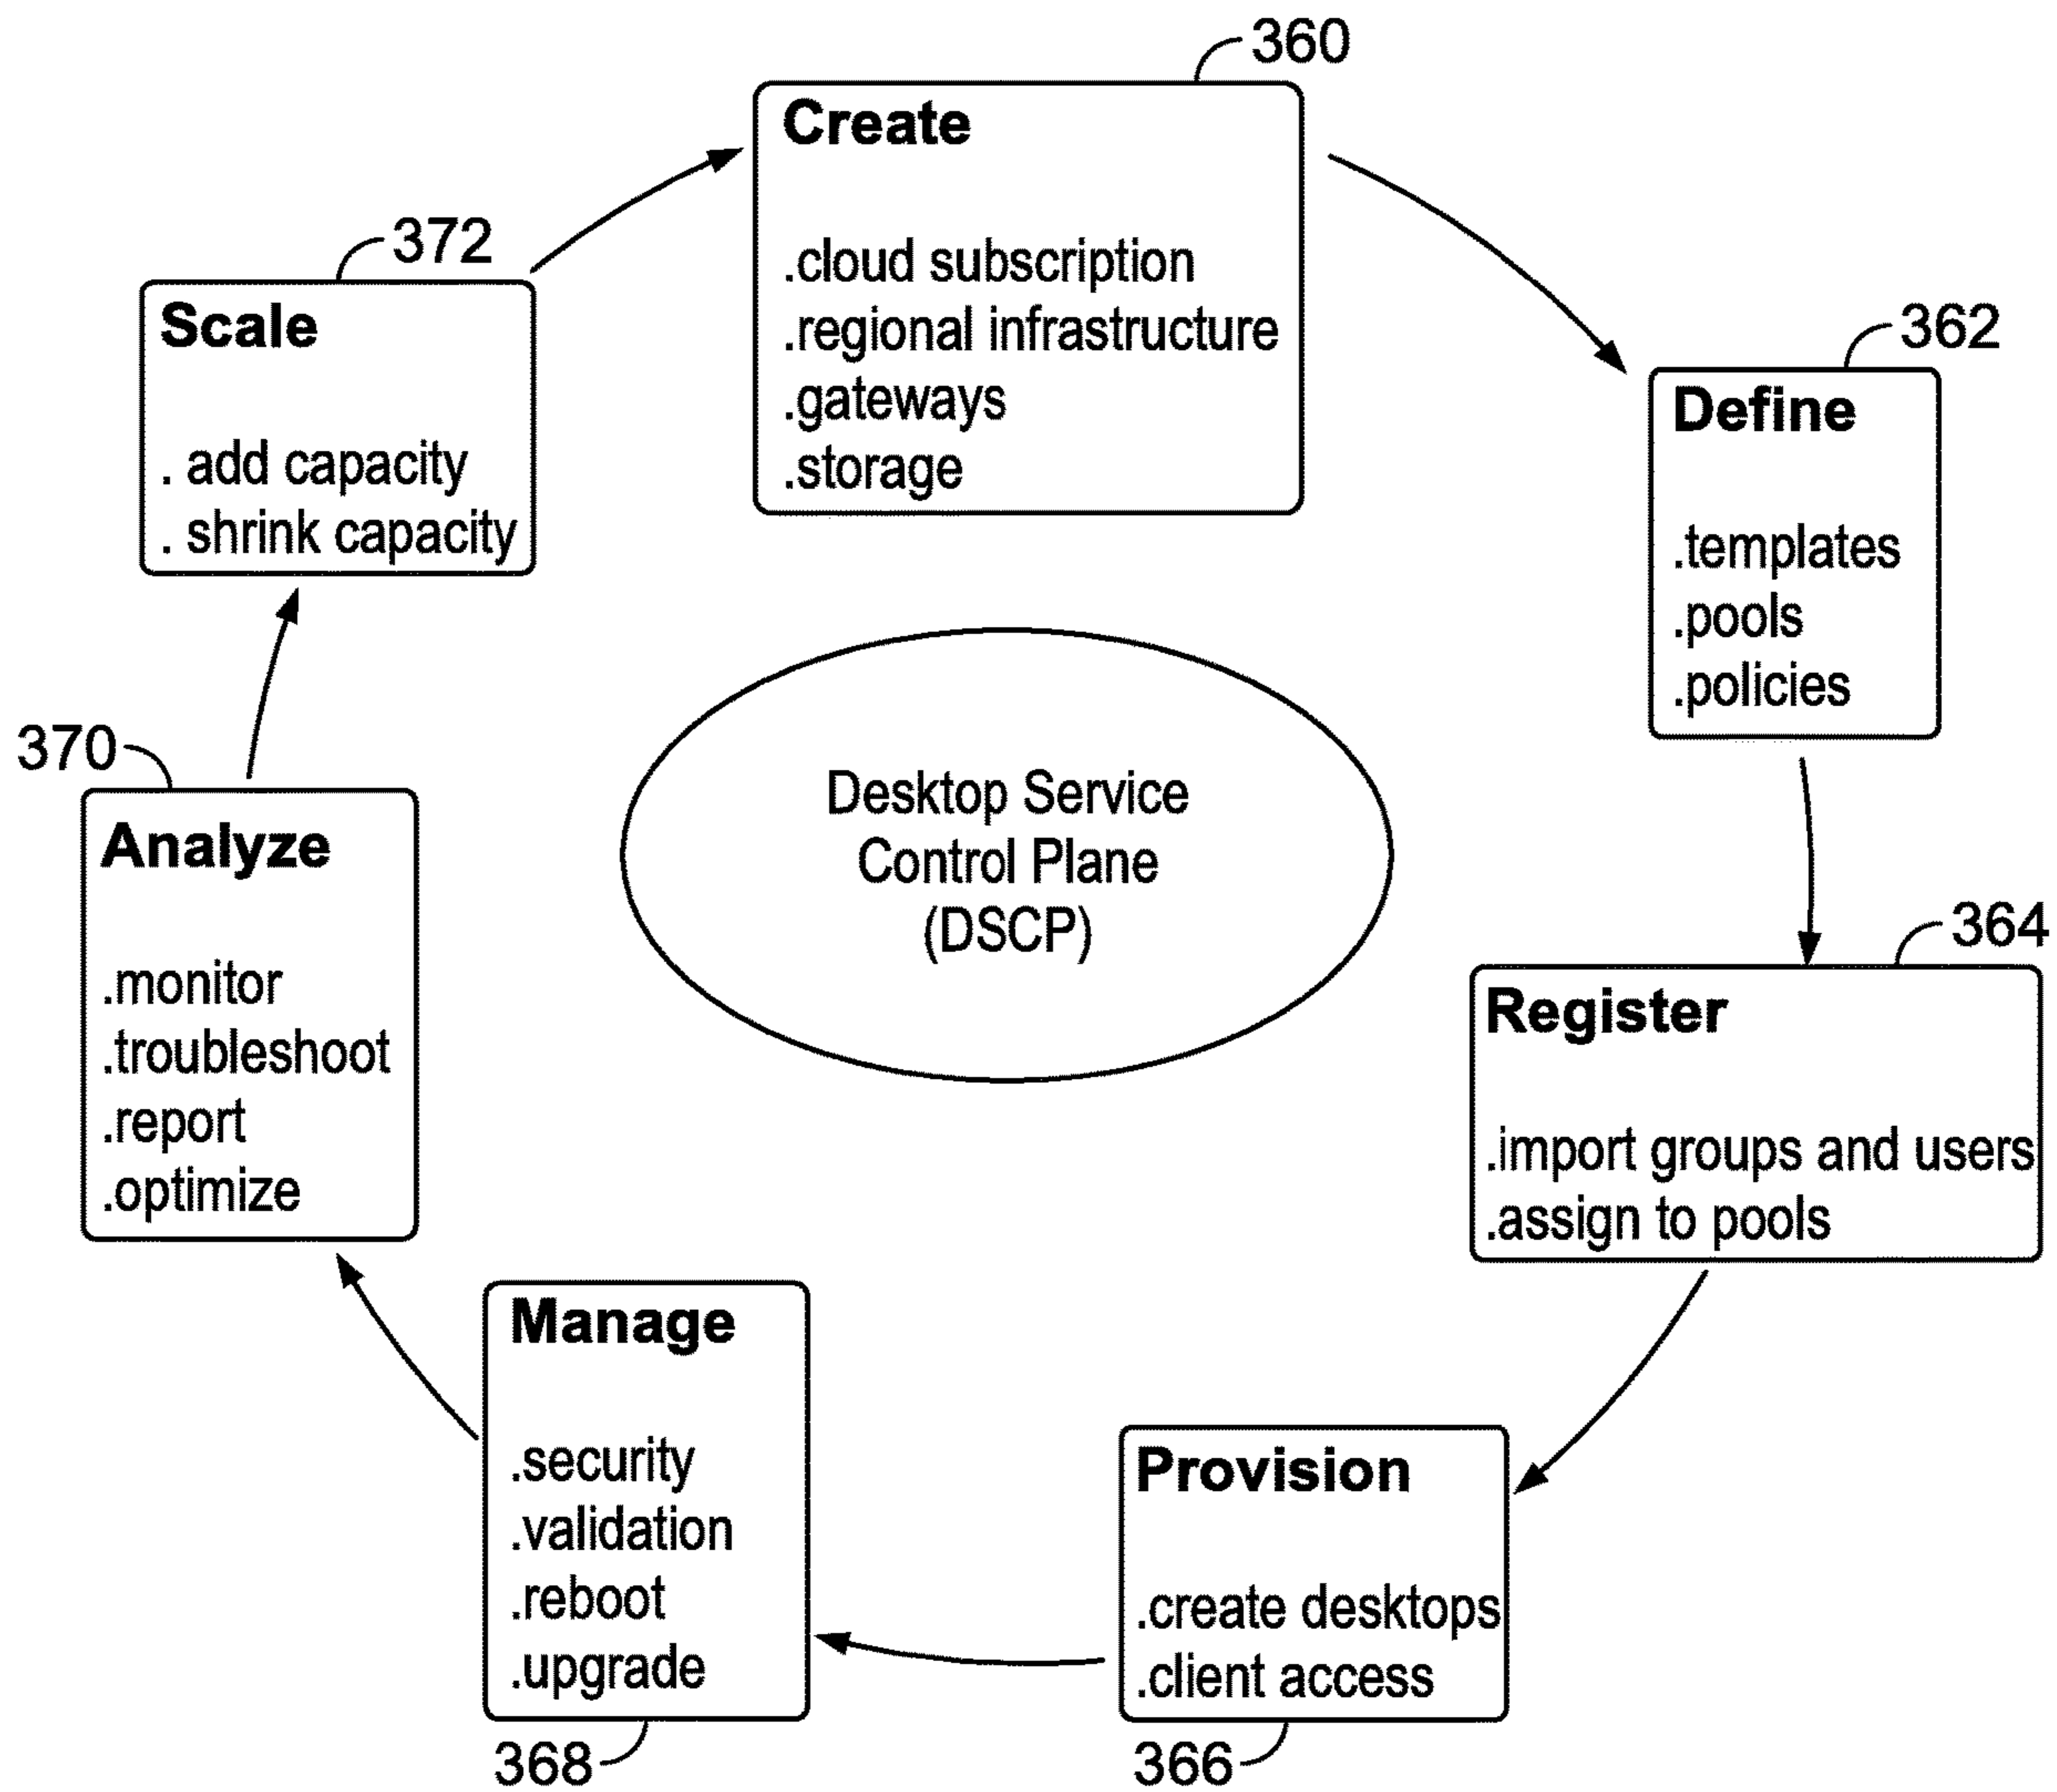 360
Create
.cloud subscription
.regional infrastructure
.gateways
.storage
362
Define
.templates
.pools
.policies
364
Register
.import groups and users
.assign to pools
366
Provision
.create desktops
.client access
368
Manage
.security
.validation
.reboot
.upgrade
370
Analyze
.monitor
.troubleshoot
.report
.optimize
372
Scale
. add capacity
. shrink capacity
Desktop Service
Control Plane
(DSCP)